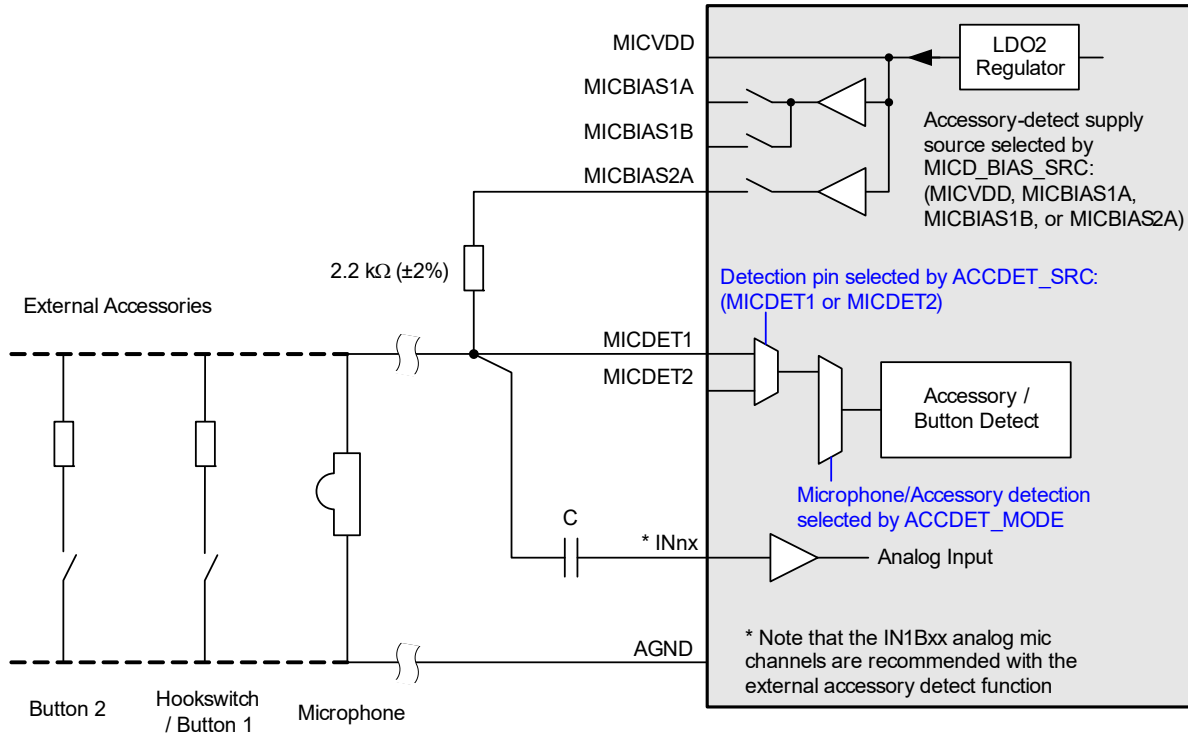 MICVDD
LDO2
Regulator
MICBIAS1A
MICBIAS1B
MICBIAS2A
Accessory-detect supply
source selected by
MICD_BIAS_SRC:
(MICVDD, MICBIAS1A,
MICBIAS1B, or MICBIAS2A)
2.2 kΩ (±2%)
Detection pin selected by ACCDET_SRC:
(MICDET1 or MICDET2)
External Accessories
MICDET1
MICDET2
Accessory /
Button Detect
Microphone/Accessory detection
selected by ACCDET_MODE
C
* INnx
Analog Input
AGND
* Note that the IN1Bxx analog mic
channels are recommended with the
external accessory detect function
Button 2
Hookswitch
/ Button 1
Microphone